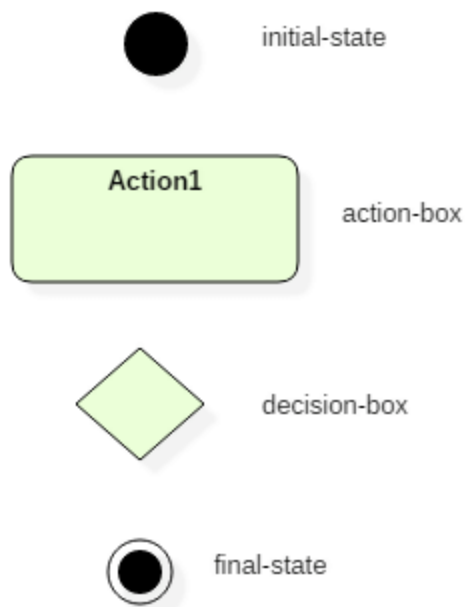 initial-state
Action1
action-box
decision-box
final-state